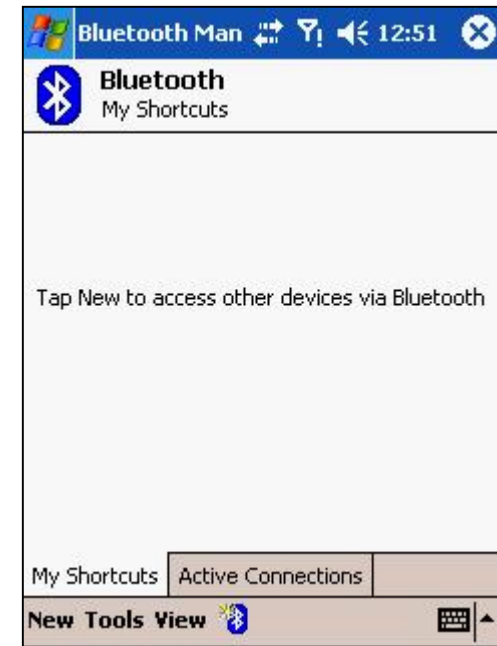 Bluetooth Man 12:51
Bluetooth
My Shortcuts
Tap New to access other devices via Bluetooth
My Shortcuts Active Connections
New Tools View